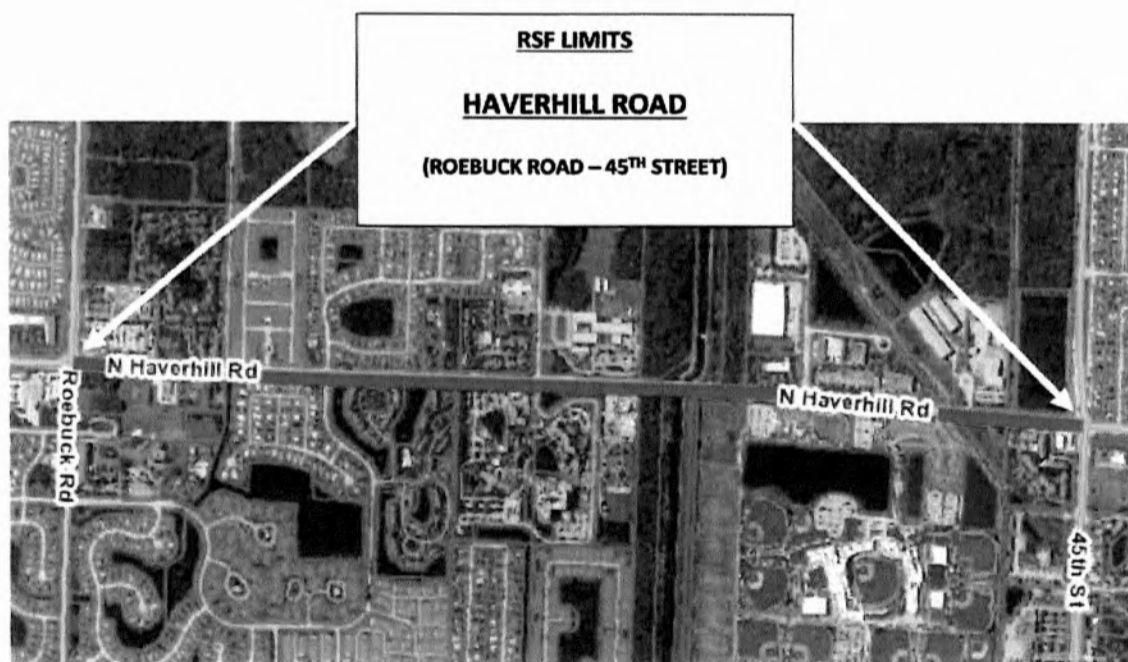 RSF LIMITS
HAVERHILL ROAD
(ROEBUCK ROAD – 45TH STREET)
N Haverhill Rd
N Haverhill Rd
Roebuck Rd
45th St